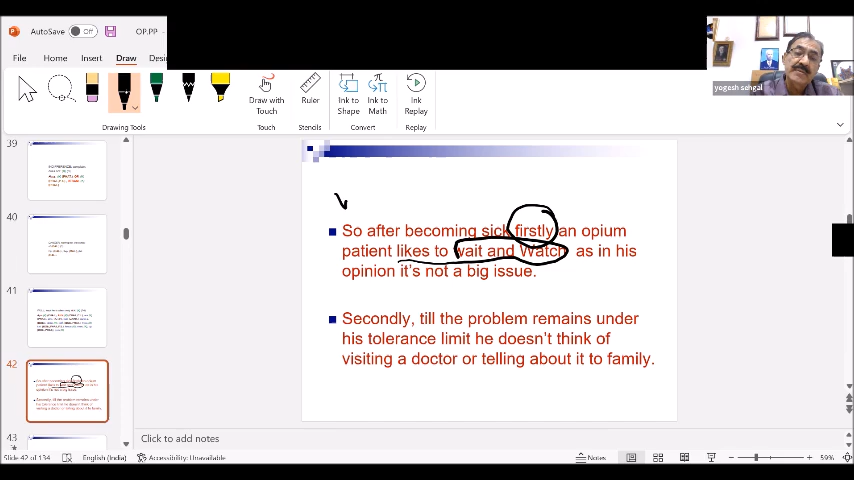 AutoSave Off OP.PP
File Home Insert Draw Desi
yogesh sehgal
Draw with Touch
Ruler
Ink to Shape
Ink to Math
Ink Replay
Drawing Tools Touch Stencils Convert Replay
39
40
41
42
43
So after becoming sick firstly an opium
patient likes to wait and Watch as in his
opinion it's not a big issue.
Secondly, till the problem remains under
his tolerance limit he doesn't think of
visiting a doctor or telling about it to family.
Click to add notes
Slide 42 of 134 English (India) Accessibility: Unavailable Notes 59%